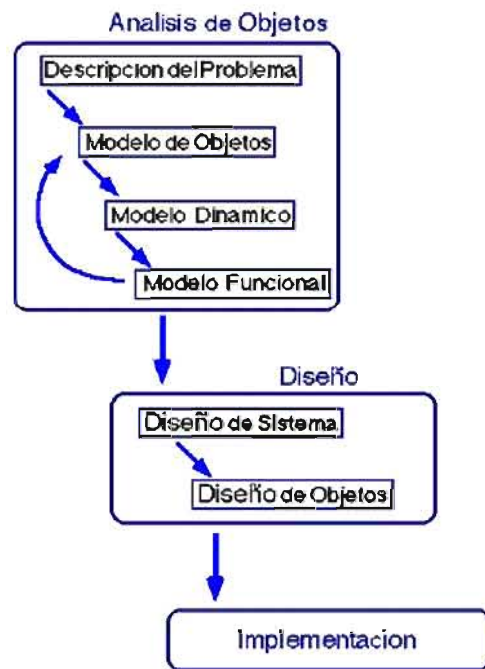 Analisis de Objetos
Descripcion del Problema
Modelo de Objetos
Modelo Dinamico
Modelo Funcional
Diseño
Diseño de Sistema
Diseño de Objetos
Implementacion